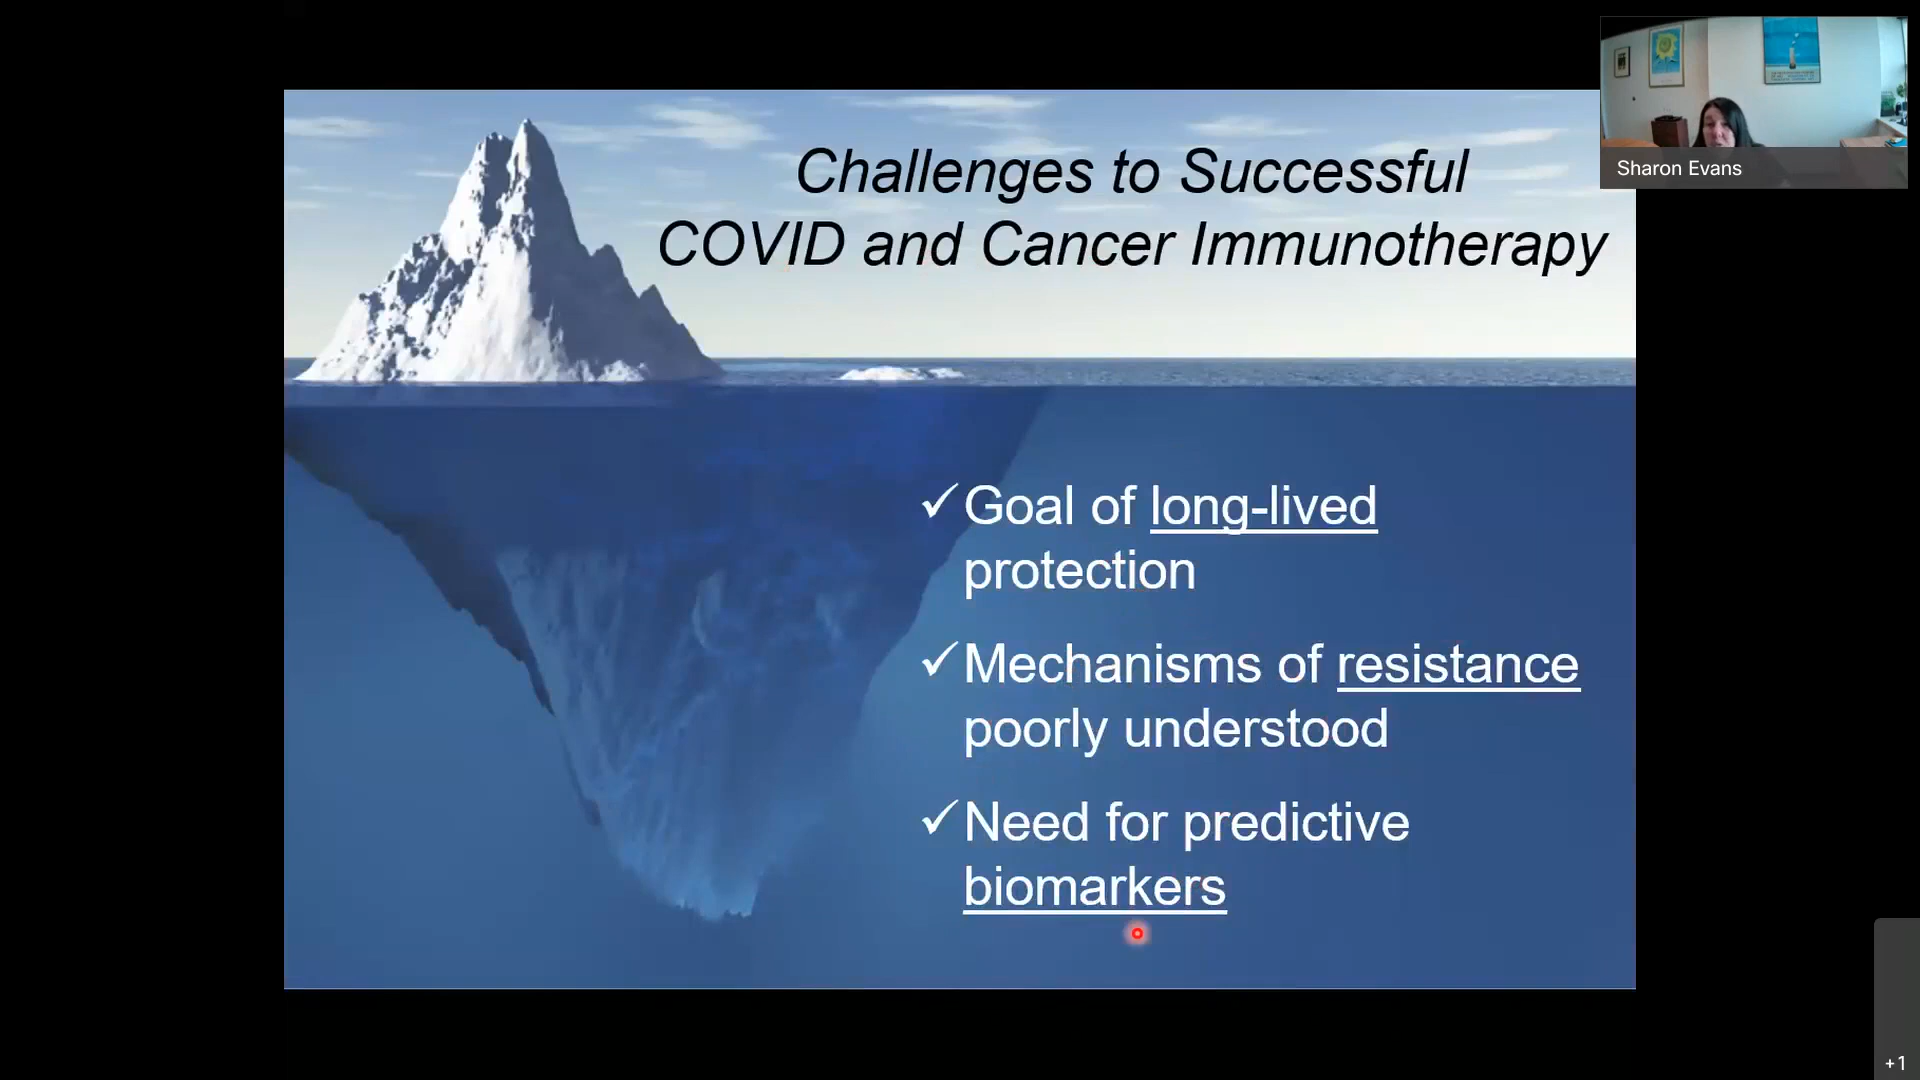 Challenges to Successful
COVID and Cancer Immunotherapy
Sharon Evans
✓Goal of long-lived
protection
✓Mechanisms of resistance
poorly understood
✓Need for predictive
biomarkers
+1